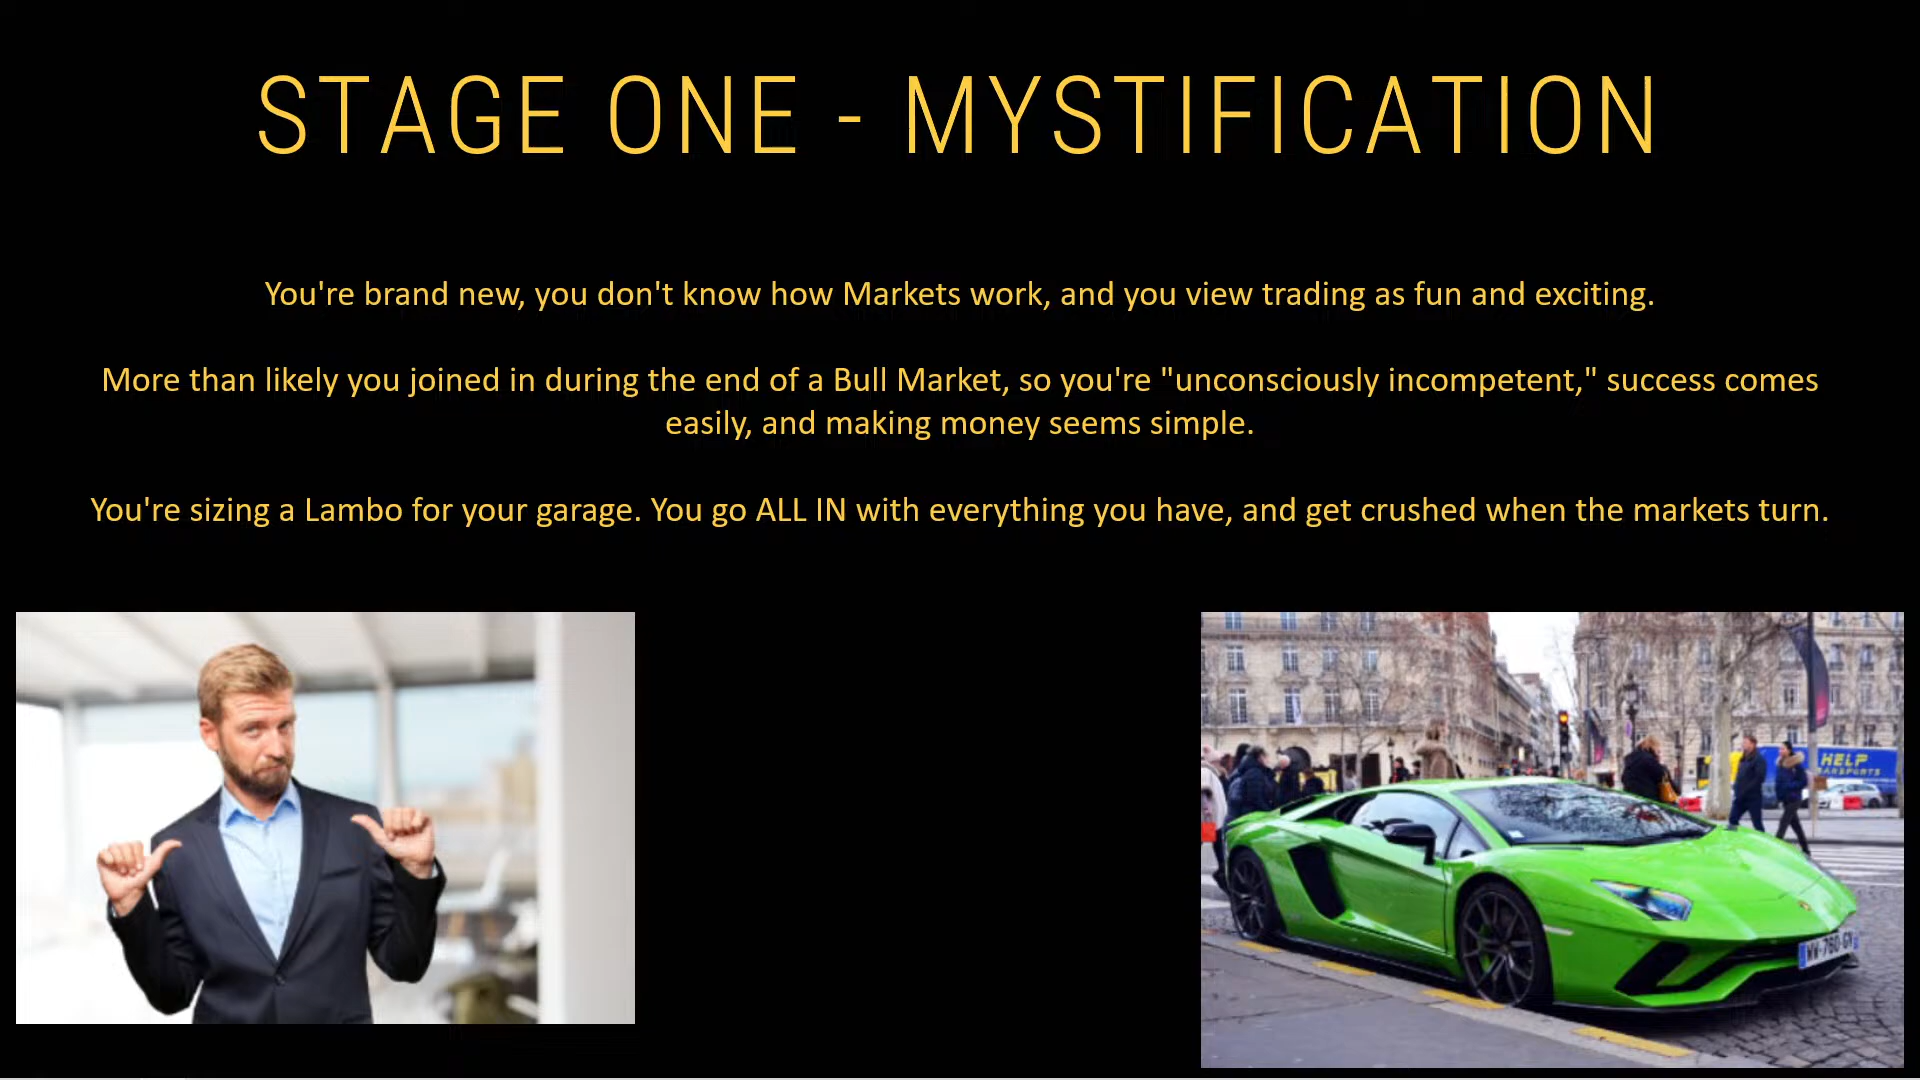 STAGE ONE - MYSTIFICATION
You're brand new, you don't know how Markets work, and you view trading as fun and exciting.
More than likely you joined in during the end of a Bull Market, so you're "unconsciously incompetent," success comes
easily, and making money seems simple.
You're sizing a Lambo for your garage. You go ALL IN with everything you have, and get crushed when the markets turn.
HELP